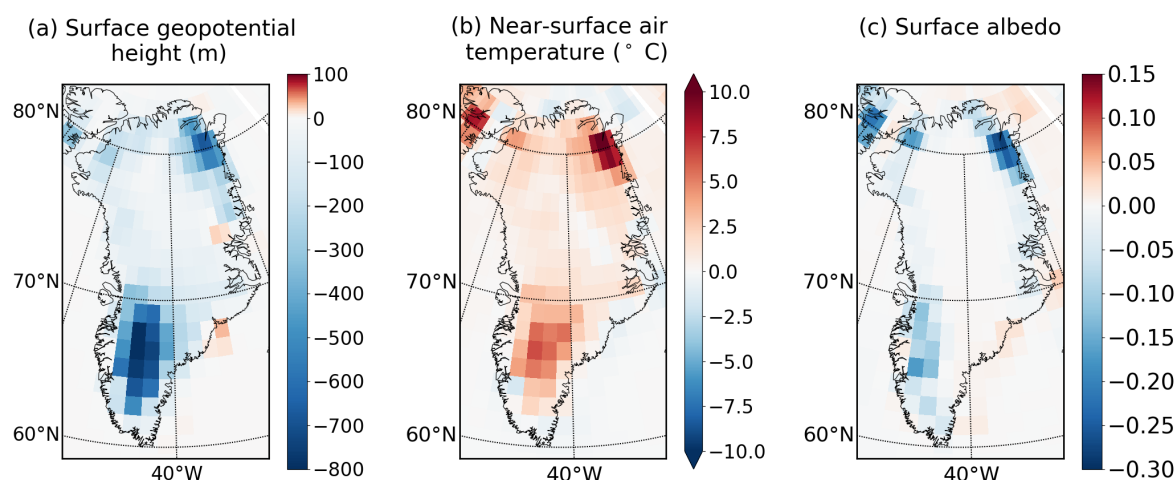 (a) Surface geopotential
height (m)
(b) Near-surface air
temperature (° C)
(c) Surface albedo
80°N
70°N
60°N
40°W
100
0
−100
−200
−300
−400
−500
−600
−700
−800
80°N
70°N
60°N
40°W
10.0
7.5
5.0
2.5
0.0
−2.5
−5.0
−7.5
−10.0
80°N
70°N
60°N
40°W
0.15
0.10
0.05
0.00
−0.05
−0.10
−0.15
−0.20
−0.25
−0.30